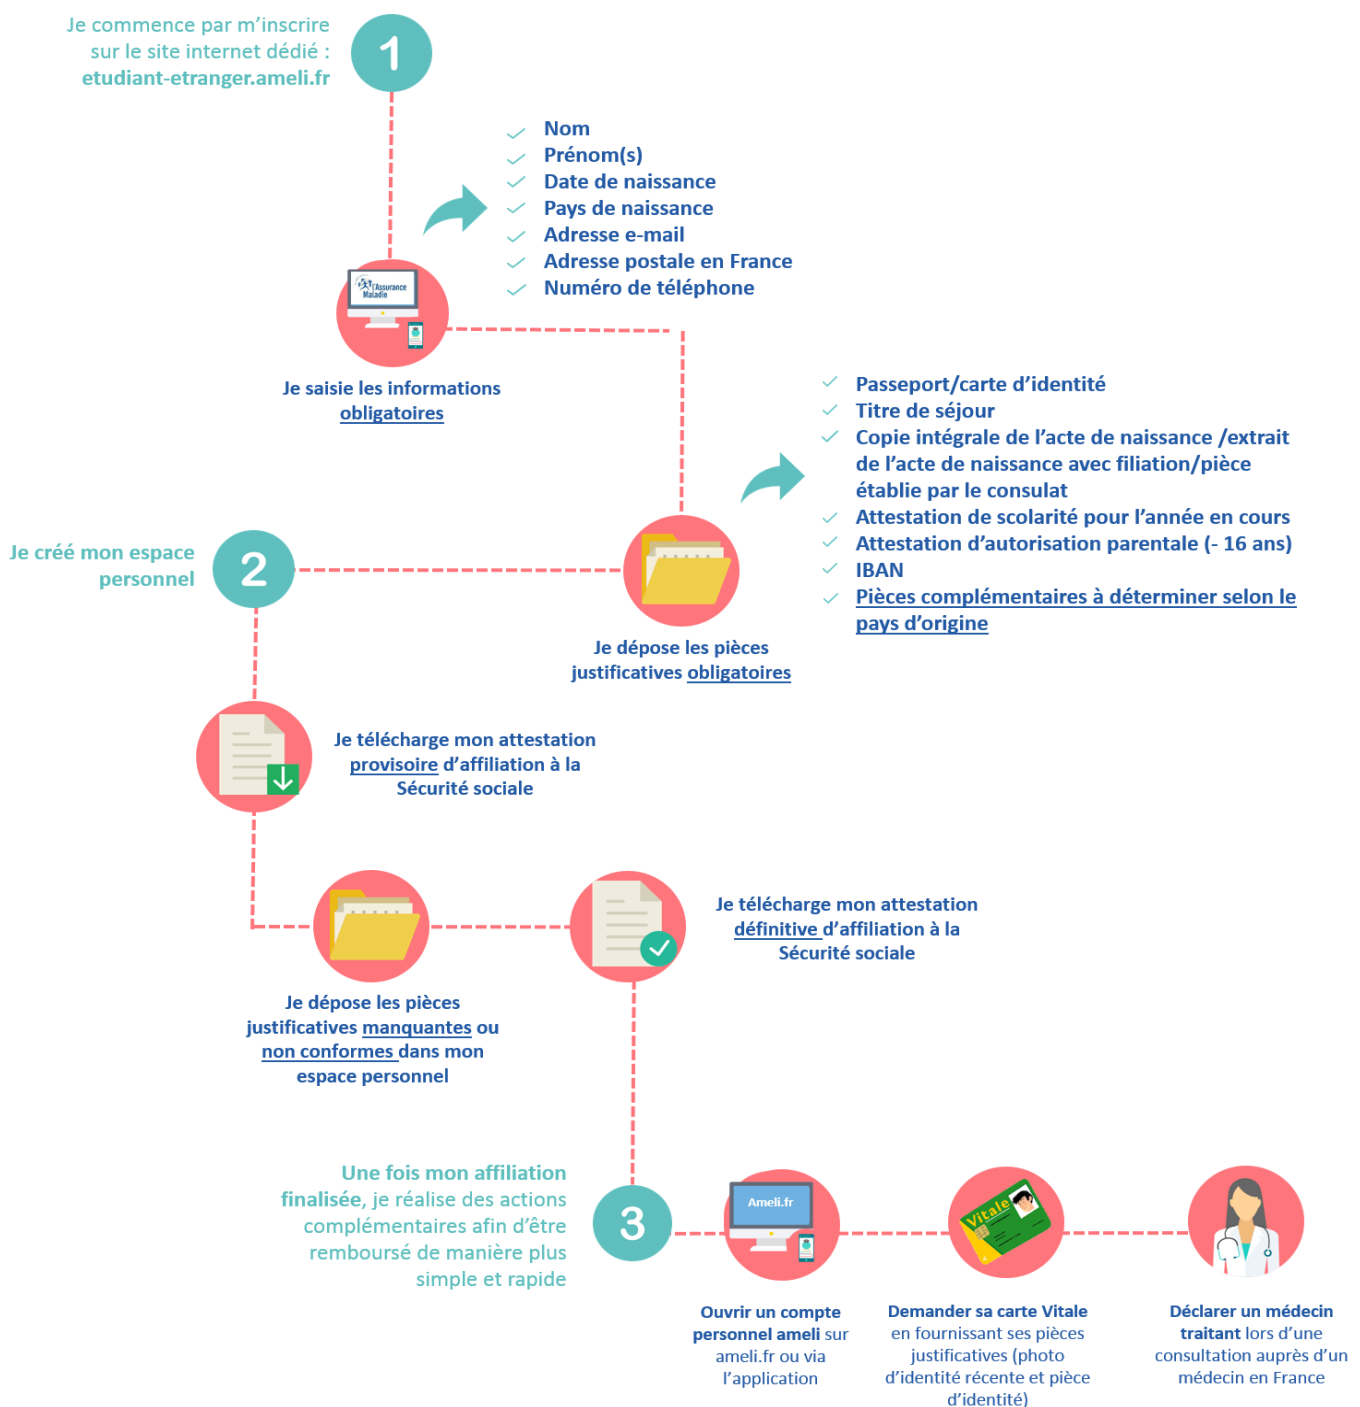 Je commence par m'inscrire
sur le site internet dédié :
etudiant-etranger.ameli.fr
1
Nom
Prénom(s)
Date de naissance
Pays de naissance
Adresse e-mail
Adresse postale en France
Numéro de téléphone
l'Assurance
Maladie
Je saisie les informations
obligatoires
Passeport/carte d'identité
Titre de séjour
Copie intégrale de l'acte de naissance /extrait
de l'acte de naissance avec filiation/pièce
établie par le consulat
Attestation de scolarité pour l'année en cours
Attestation d'autorisation parentale (- 16 ans)
IBAN
Pièces complémentaires à déterminer selon le
pays d'origine
Je dépose les pièces
justificatives obligatoires
Je créé mon espace
personnel
2
Je télécharge mon attestation
provisoire d'affiliation à la
Sécurité sociale
Je dépose les pièces
justificatives manquantes ou
non conformes dans mon
espace personnel
Je télécharge mon attestation
définitive d'affiliation à la
Sécurité sociale
Une fois mon affiliation
finalisée, je réalise des actions
complémentaires afin d'être
remboursé de manière plus
simple et rapide
3
Ameli.fr
Ouvrir un compte
personnel ameli sur
ameli.fr ou via
l'application
Vitale
Demander sa carte Vitale
en fournissant ses pièces
justificatives (photo
d'identité récente et pièce
d'identité)
Déclarer un médecin
traitant lors d'une
consultation auprès d'un
médecin en France